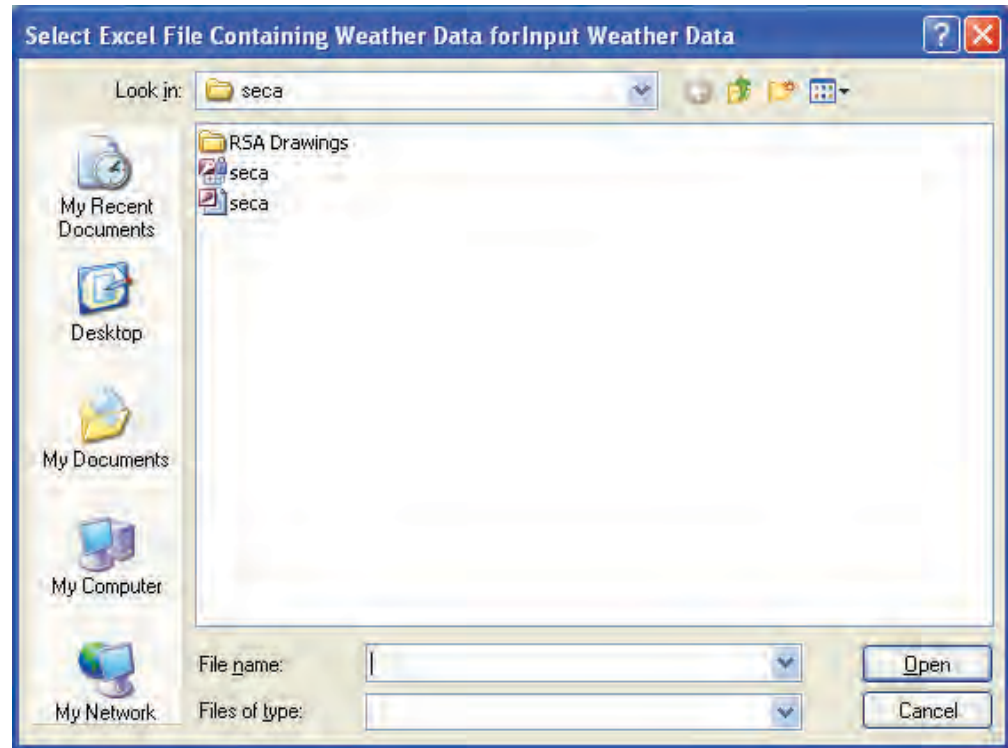 Select Excel File Containing Weather Data forInput Weather Data
Look in:
seca
RSA Drawings
seca
seca
My Recent
Documents
Desktop
My Documents
My Computer
My Network
File name:
Open
Files of type:
Cancel